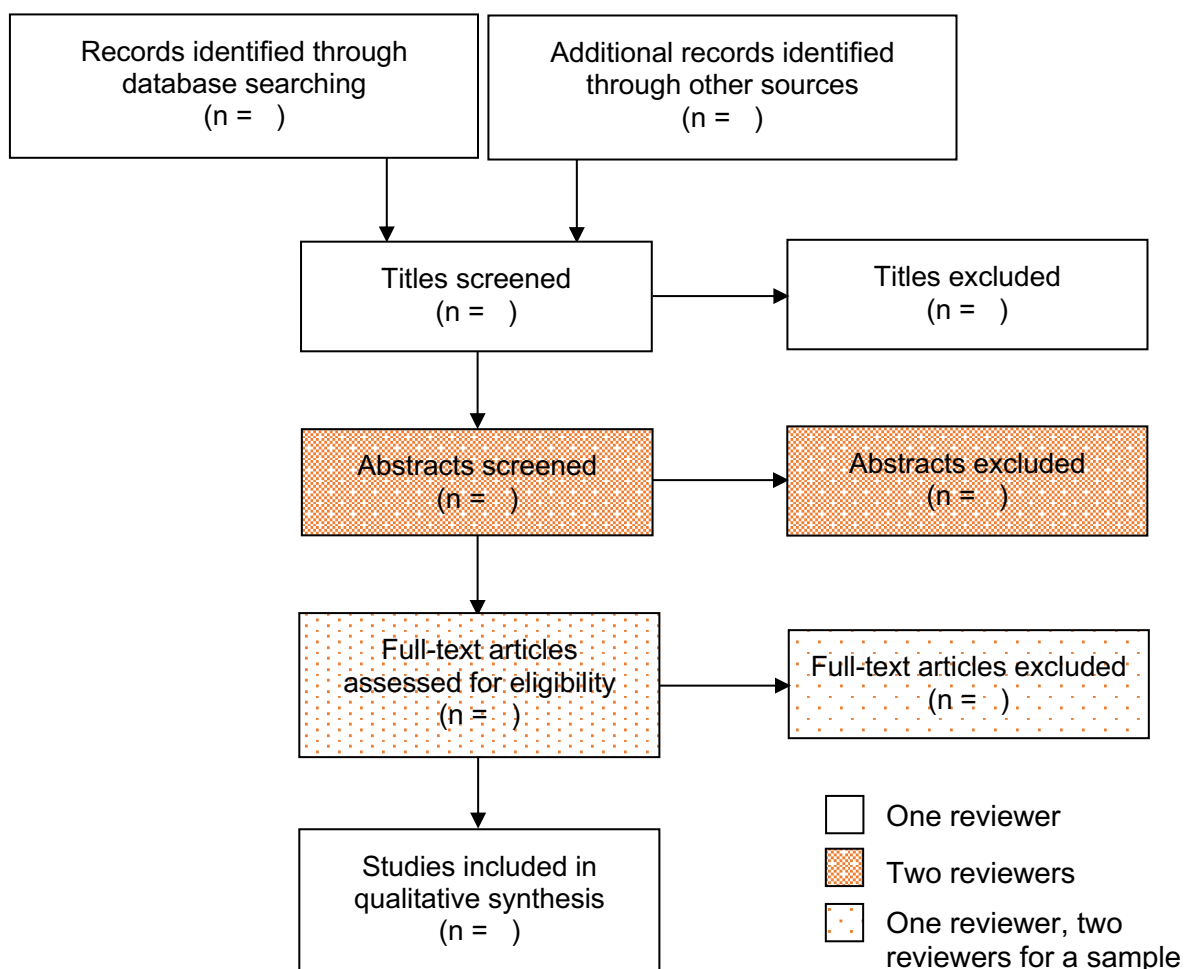 Records identified through
database searching
(n =   )
Additional records identified
through other sources
(n =   )
Titles screened
(n =   )
Titles excluded
(n =   )
Abstracts screened
(n =   )
Abstracts excluded
(n =   )
Full-text articles
assessed for eligibility
(n =   )
Full-text articles excluded
(n =   )
Studies included in
qualitative synthesis
(n =   )
One reviewer
Two reviewers
One reviewer, two
reviewers for a sample